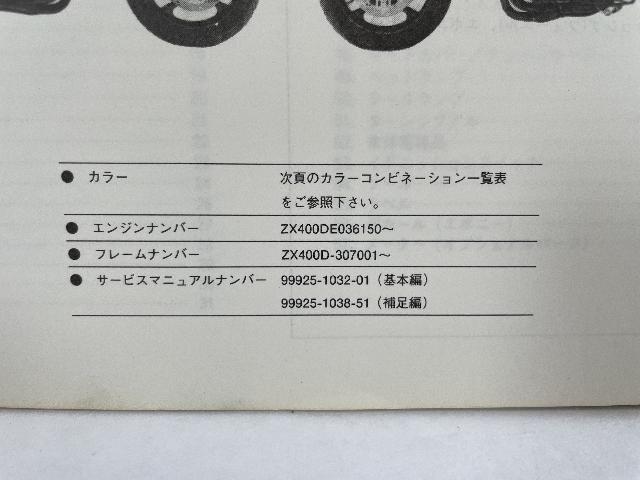 ● カラー 次頁のカラーコンビネーション一覧表
をご参照下さい。
● エンジンナンバー ZX400DE036150〜
● フレームナンバー ZX400D-307001〜
● サービスマニュアルナンバー 99925-1032-01（基本編）
99925-1038-51（補足編）